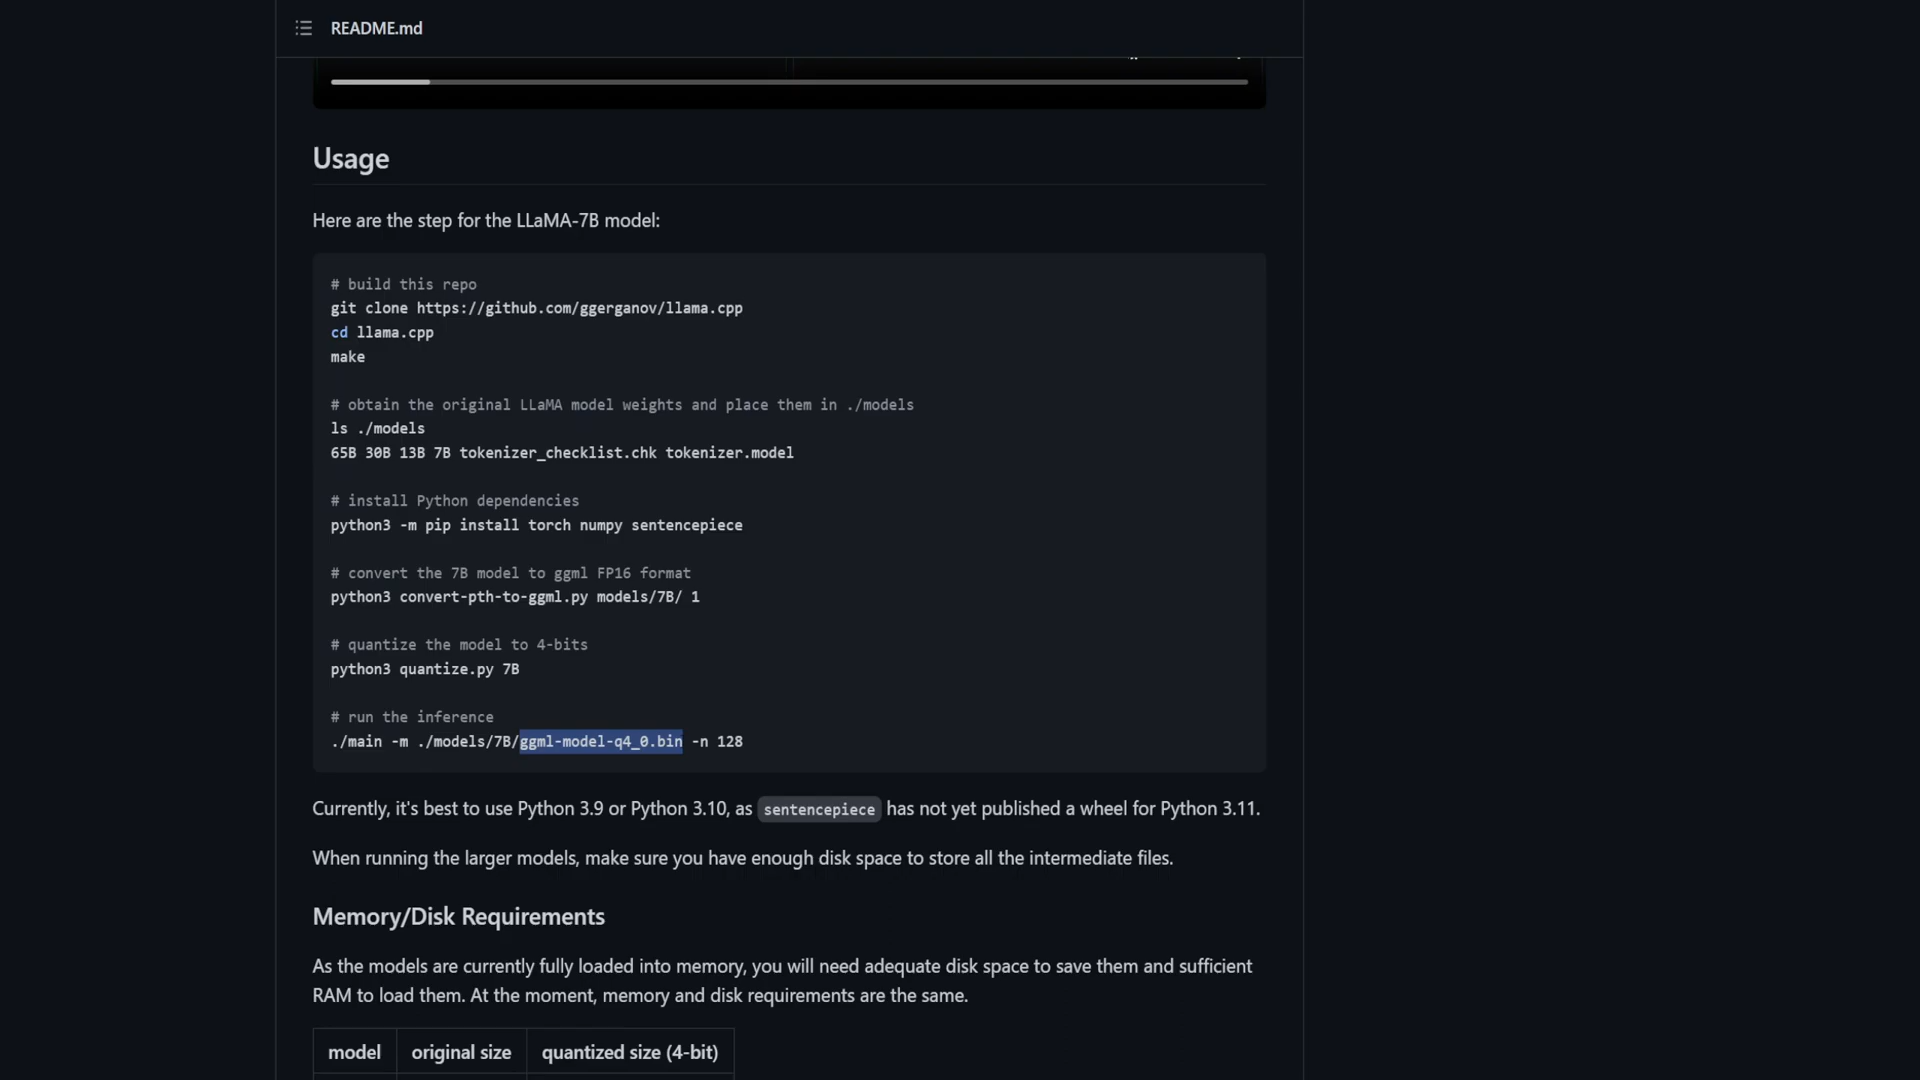 README.md
Usage
Here are the step for the LLaMA-7B model:
# build this repo
git clone https://github.com/ggerganov/llama.cpp
cd llama.cpp
make
# obtain the original LLaMA model weights and place them in ./models
ls ./models
65B 30B 13B 7B tokenizer_checklist.chk tokenizer.model
# install Python dependencies
python3 -m pip install torch numpy sentencepiece
# convert the 7B model to ggml FP16 format
python3 convert-pth-to-ggml.py models/7B/ 1
# quantize the model to 4-bits
python3 quantize.py 7B
# run the inference
./main -m ./models/7B/ggml-model-q4_0.bin -n 128
Currently, it's best to use Python 3.9 or Python 3.10, as sentencepiece has not yet published a wheel for Python 3.11.
When running the larger models, make sure you have enough disk space to store all the intermediate files.
Memory/Disk Requirements
As the models are currently fully loaded into memory, you will need adequate disk space to save them and sufficient
RAM to load them. At the moment, memory and disk requirements are the same.
model original size quantized size (4-bit)